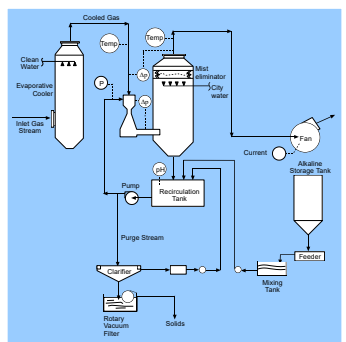 Cooled Gas
Temp
Temp
Clean
Water
Δp
Mist
eliminator
Evaporative
Cooler
P
Δp
City
water
Inlet Gas
Stream
Fan
Current
pH
Alkaline
Storage Tank
Pump
Recirculation
Tank
Purge Stream
Feeder
Clarifier
Mixing
Tank
Rotary
Vacuum
Filter
Solids